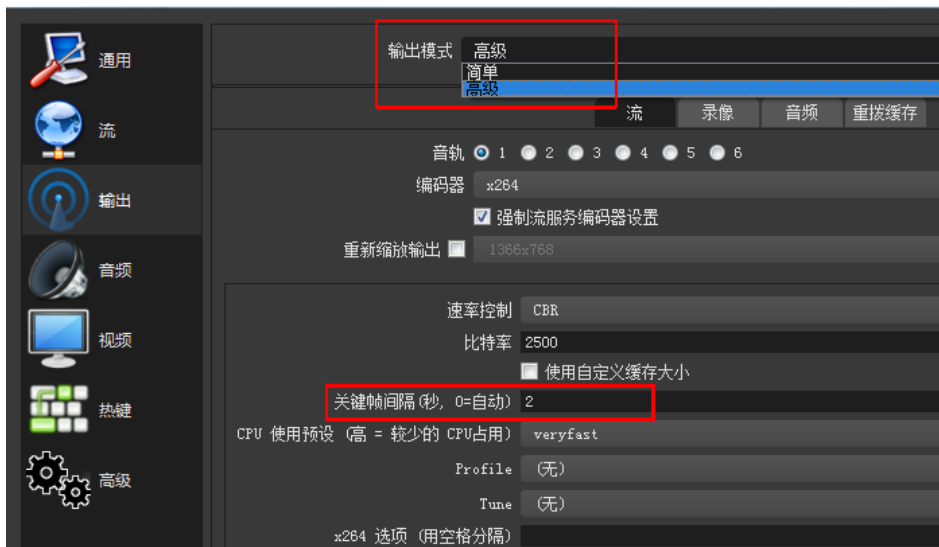 通用
流
输出
音频
视频
热键
高级
输出模式 高级
简单
高级
流 录像 音频 重拨缓存
音轨 1 2 3 4 5 6
编码器 x264
强制流服务编码器设置
重新缩放输出 1366x768
速率控制 CBR
比特率 2500
使用自定义缓存大小
关键帧间隔(秒, 0=自动) 2
CPU 使用预设 (高 = 较少的 CPU占用) veryfast
Profile (无)
Tune (无)
x264 选项 (用空格分隔)